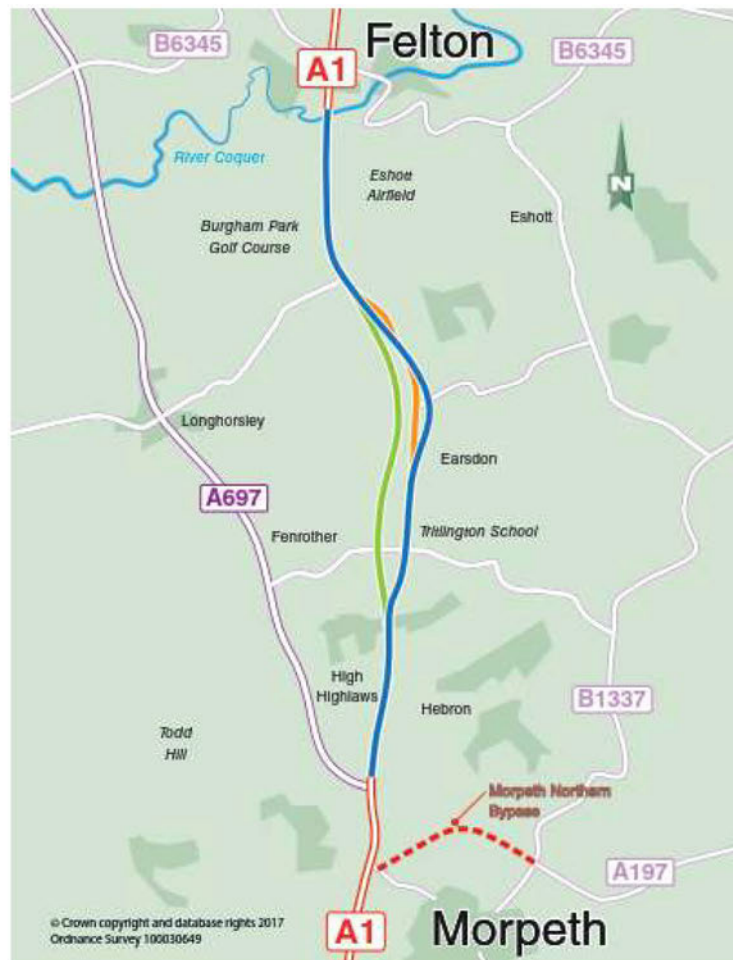 Felton
B6345
A1
B6345
River Coquet
Eshott
Airfield
Eshott
N
Burgham Park
Golf Course
Longhorsley
Earsdon
A697
Fenrother
Tritlington School
High
Highlaws
Hebron
B1337
Todd
Hill
Morpeth Northern
Bypass
A197
© Crown copyright and database rights 2017
Ordnance Survey 100030649
A1
Morpeth